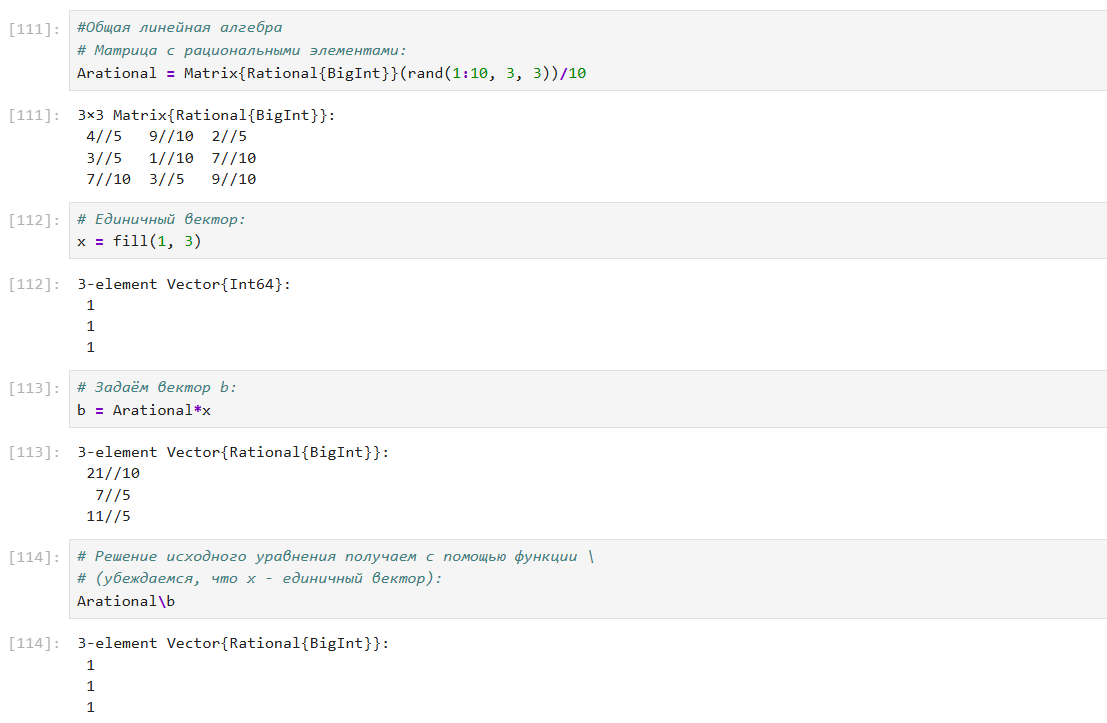 [111]: #Общая линейная алгебра
# Матрица с рациональными элементами:
Arational = Matrix{Rational{BigInt}}(rand(1:10, 3, 3))/10
[111]: 3×3 Matrix{Rational{BigInt}}:
4//5 9//10 2//5
3//5 1//10 7//10
7//10 3//5 9//10
[112]: # Единичный вектор:
x = fill(1, 3)
[112]: 3-element Vector{Int64}:
1
1
1
[113]: # Задаём вектор b:
b = Arational*x
[113]: 3-element Vector{Rational{BigInt}}:
21//10
7//5
11//5
[114]: # Решение исходного уравнения получаем с помощью функции \
# (убеждаемся, что x - единичный вектор):
Arational\b
[114]: 3-element Vector{Rational{BigInt}}:
1
1
1